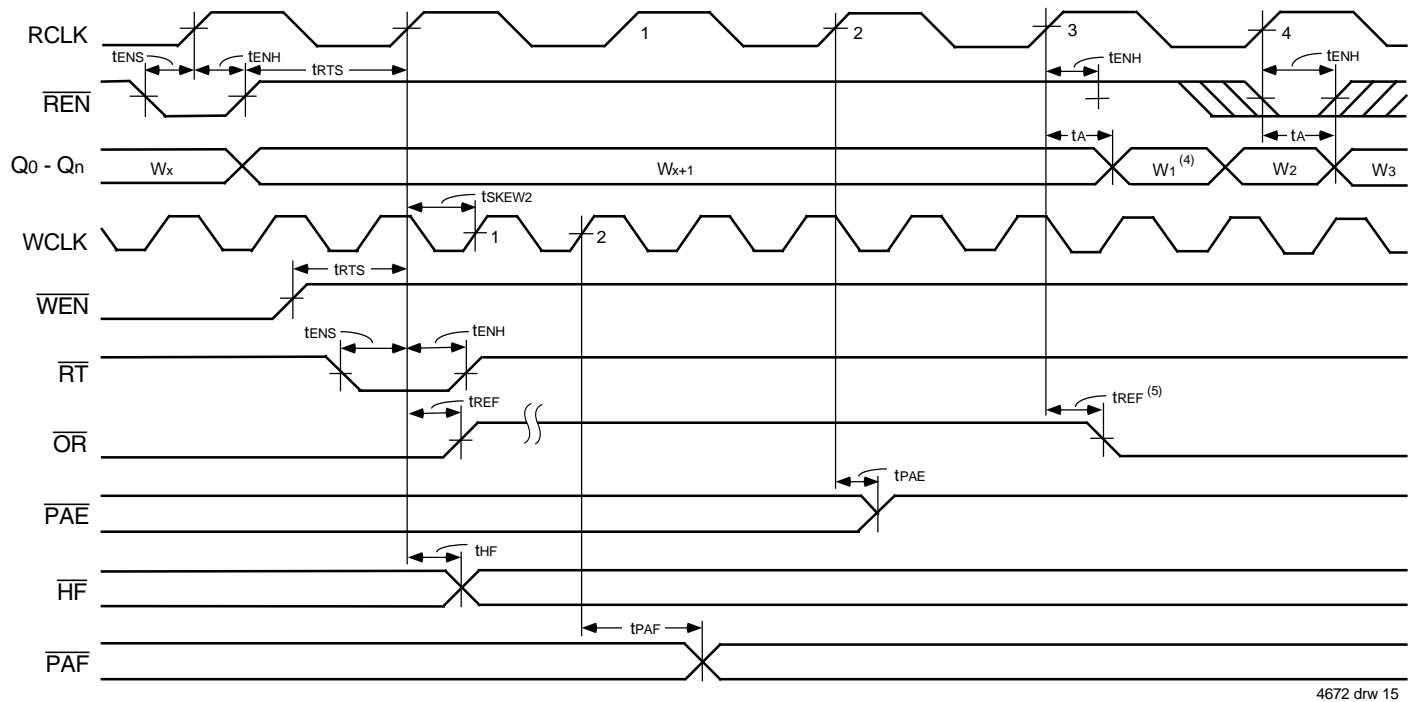 RCLK 1 2 3 4
tENS tENH tRTS tENH tENH
REN
tA tA
Q0 - Qn Wx Wx+1 W1 (4) W2 W3
tSKEW2
WCLK 1 2
tRTS
WEN
tENS tENH
RT
tREF tREF (5)
OR
tPAE
PAE
tHF
HF
tPAF
PAF
4672 drw 15